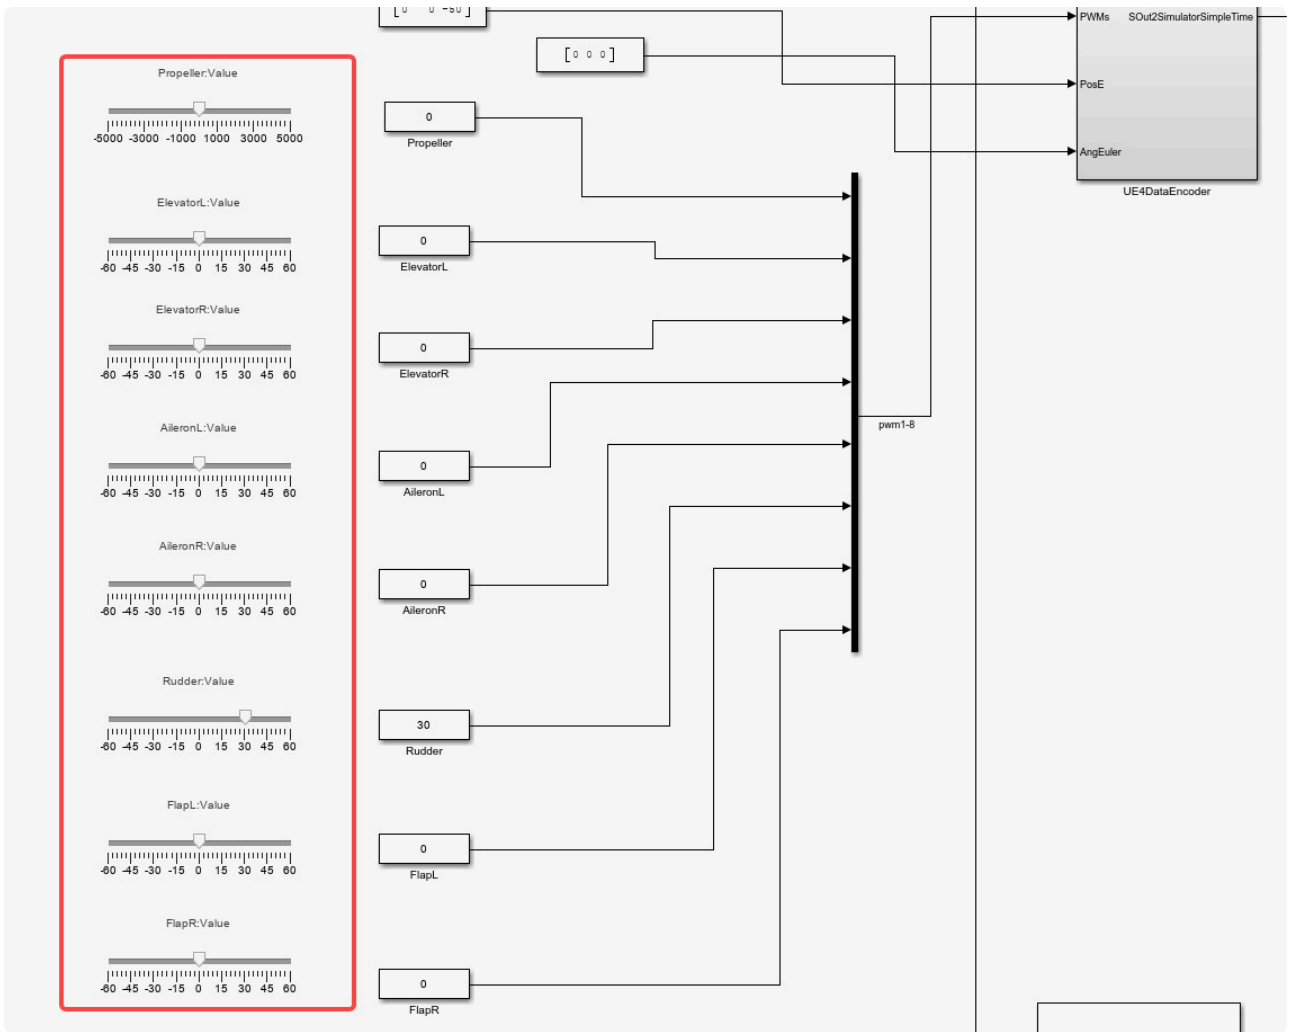 [0 0 -50]
PWMs SOut2SimulatorSimpleTime
[0 0 0]
PosE
AngEuler
UE4DataEncoder
Propeller:Value
-5000 -3000 -1000 1000 3000 5000
0
Propeller
ElevatorL:Value
-60 -45 -30 -15 0 15 30 45 60
0
ElevatorL
ElevatorR:Value
-60 -45 -30 -15 0 15 30 45 60
0
ElevatorR
AileronL:Value
-60 -45 -30 -15 0 15 30 45 60
0
AileronL
pwm1-8
AileronR:Value
-60 -45 -30 -15 0 15 30 45 60
0
AileronR
Rudder:Value
-60 -45 -30 -15 0 15 30 45 60
30
Rudder
FlapL:Value
-60 -45 -30 -15 0 15 30 45 60
0
FlapL
FlapR:Value
-60 -45 -30 -15 0 15 30 45 60
0
FlapR